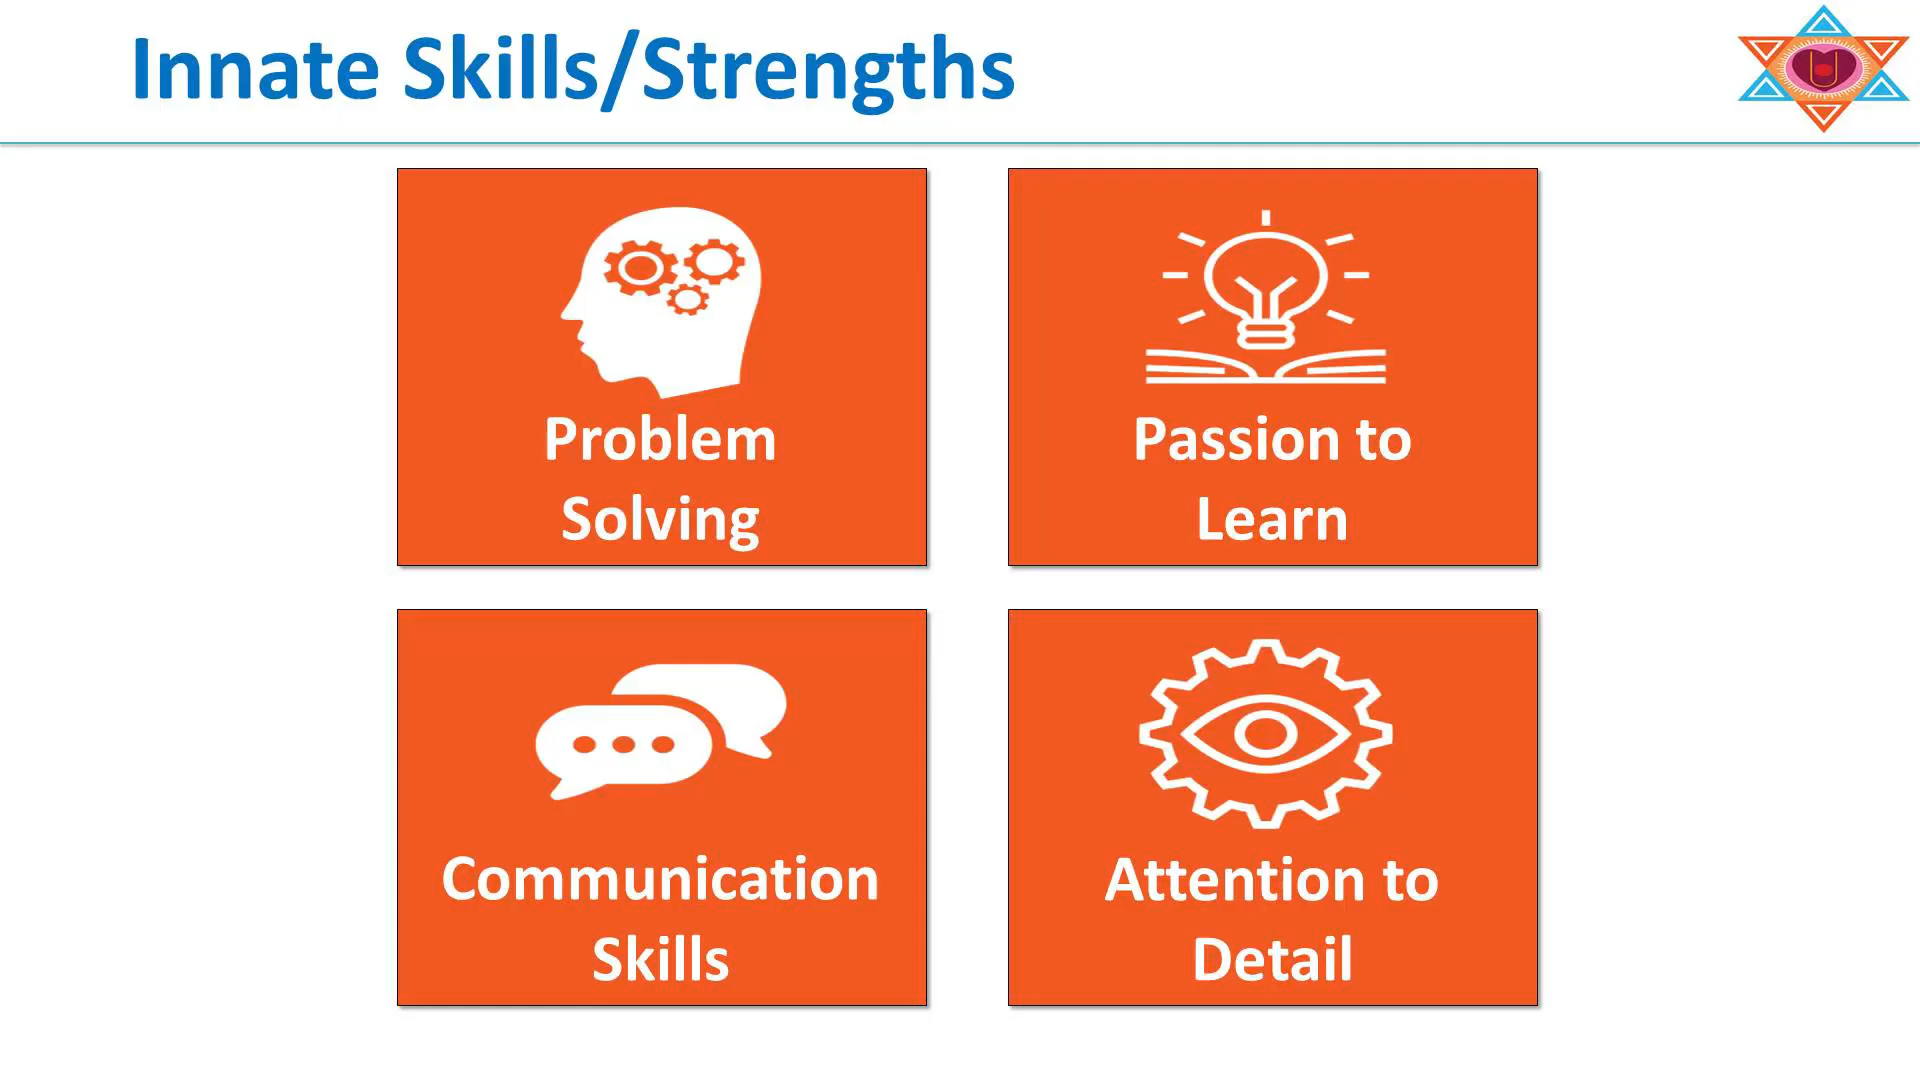 Innate Skills/Strengths
Problem
Solving
Passion to
Learn
Communication
Skills
Attention to
Detail